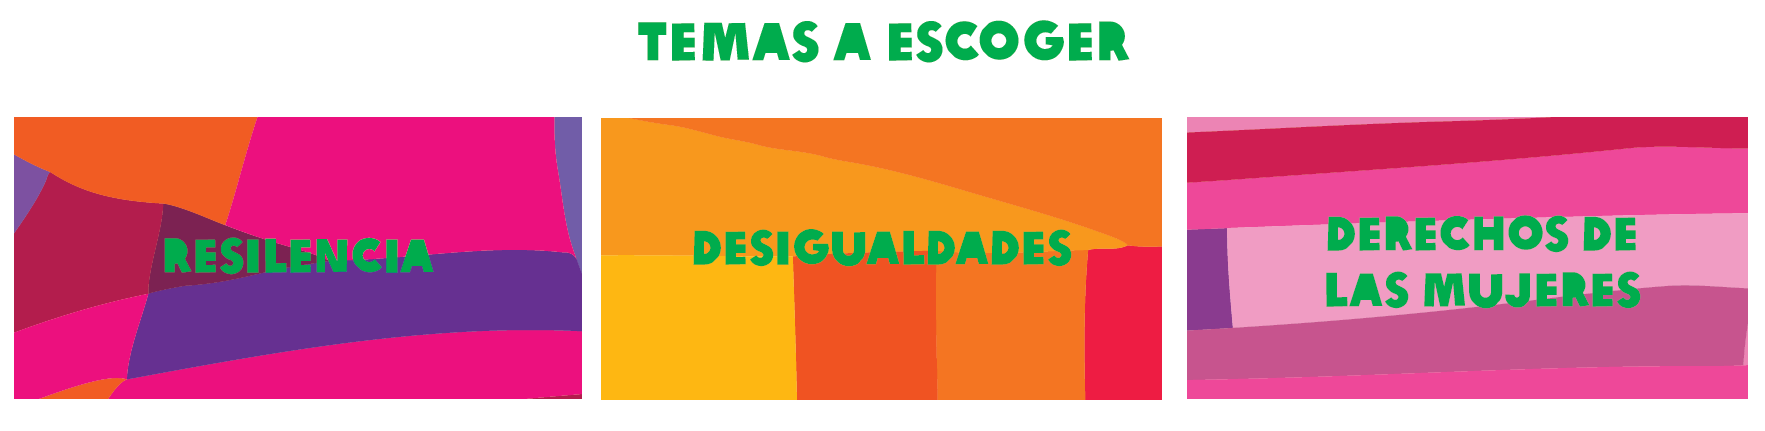 TEMAS A ESCOGER
RESILENCIA
DESIGUALDADES
DERECHOS DE
LAS MUJERES